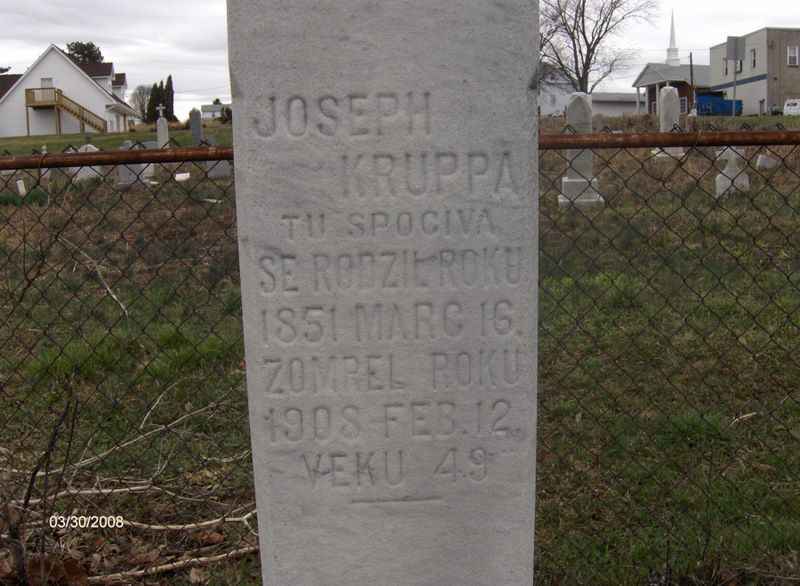 JOSEPH
KRUPPA
TU SPOCIVA
SE RODZIL ROKU
1851 MARC 16.
ZOMREL ROKU
1908 FEB. 12.
VEKU 49
03/30/2008